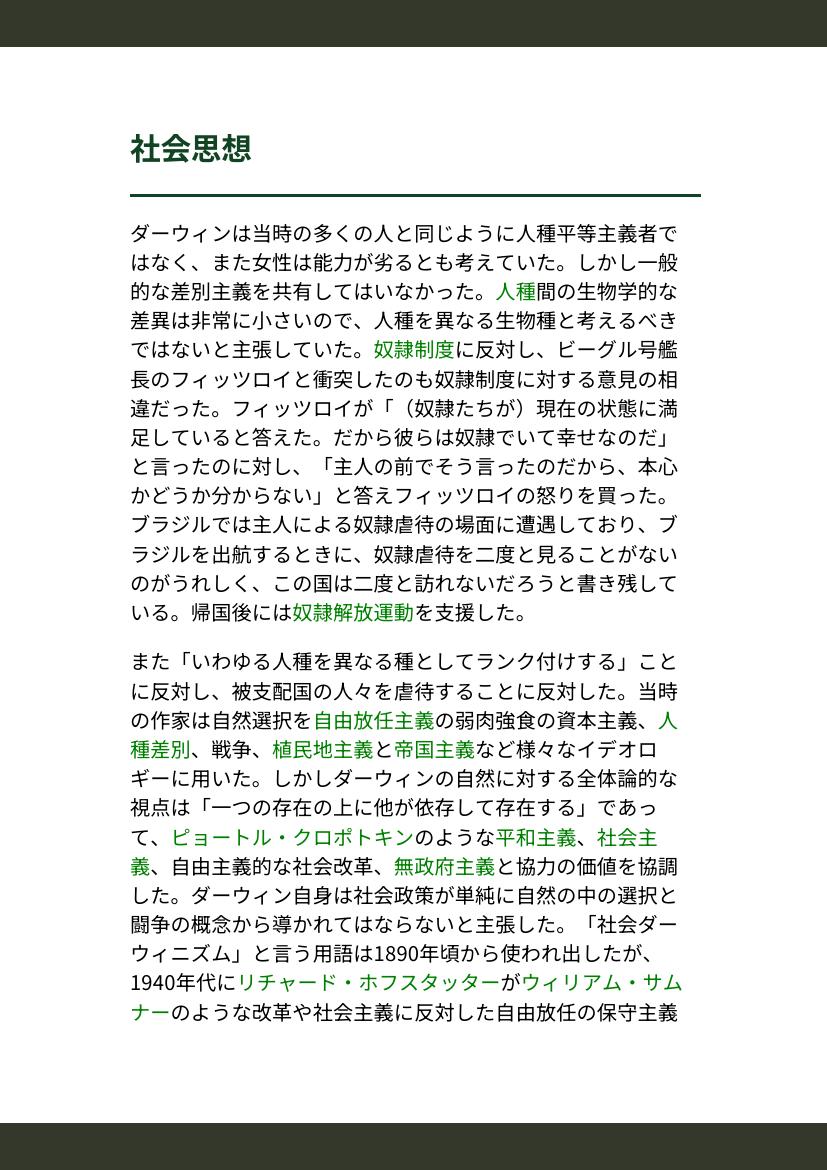 社会思想
ダーウィンは当時の多くの人と同じように人種平等主義者で
はなく、また女性は能力が劣るとも考えていた。しかし一般
的な差別主義を共有してはいなかった。人種間の生物学的な
差異は非常に小さいので、人種を異なる生物種と考えるべき
ではないと主張していた。奴隷制度に反対し、ビーグル号艦
長のフィッツロイと衝突したのも奴隷制度に対する意見の相
違だった。フィッツロイが「（奴隷たちが）現在の状態に満
足していると答えた。だから彼らは奴隷でいて幸せなのだ」
と言ったのに対し、「主人の前でそう言ったのだから、本心
かどうか分からない」と答えフィッツロイの怒りを買った。
ブラジルでは主人による奴隷虐待の場面に遭遇しており、ブ
ラジルを出航するときに、奴隷虐待を二度と見ることがない
のがうれしく、この国は二度と訪れないだろうと書き残して
いる。帰国後には奴隷解放運動を支援した。
また「いわゆる人種を異なる種としてランク付けする」こと
に反対し、被支配国の人々を虐待することに反対した。当時
の作家は自然選択を自由放任主義の弱肉強食の資本主義、人
種差別、戦争、植民地主義と帝国主義など様々なイデオロ
ギーに用いた。しかしダーウィンの自然に対する全体論的な
視点は「一つの存在の上に他が依存して存在する」であっ
て、ピョートル・クロポトキンのような平和主義、社会主
義、自由主義的な社会改革、無政府主義と協力の価値を協調
した。ダーウィン自身は社会政策が単純に自然の中の選択と
闘争の概念から導かれてはならないと主張した。「社会ダー
ウィニズム」と言う用語は1890年頃から使われ出したが、
1940年代にリチャード・ホフスタッターがウィリアム・サム
ナーのような改革や社会主義に反対した自由放任の保守主義